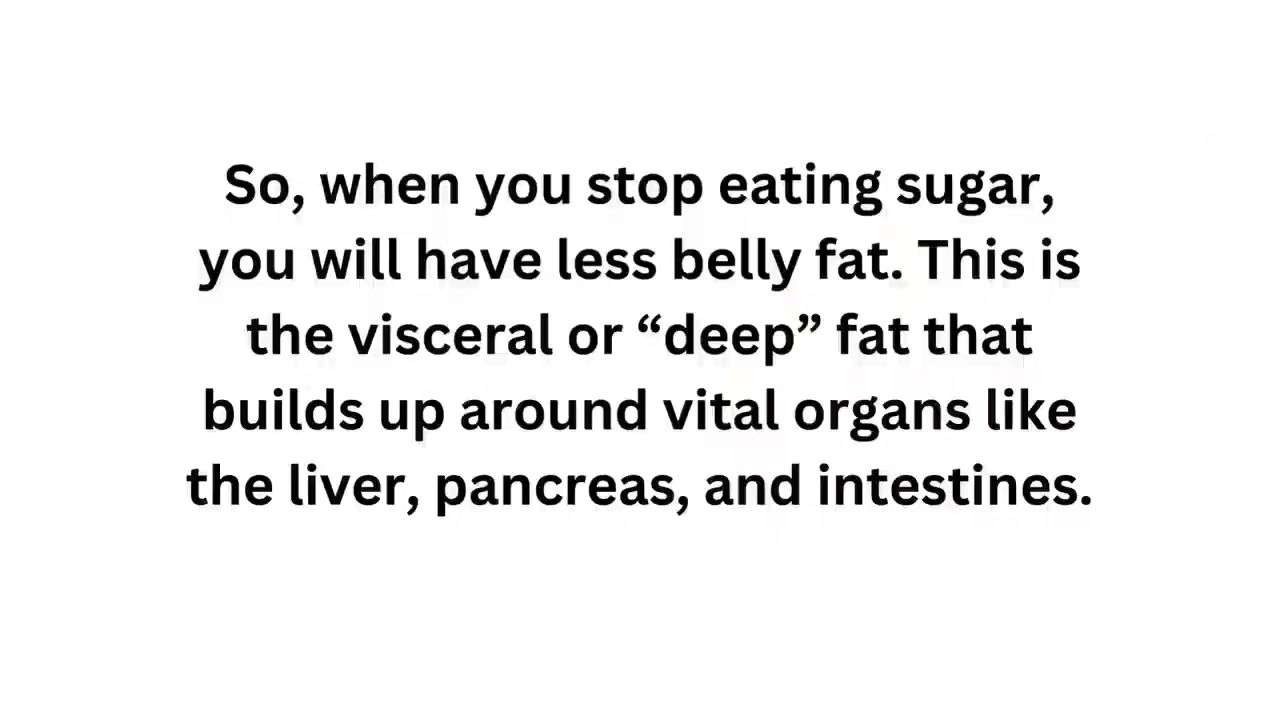 So, when you stop eating sugar,
you will have less belly fat. This is
the visceral or “deep” fat that
builds up around vital organs like
the liver, pancreas, and intestines.